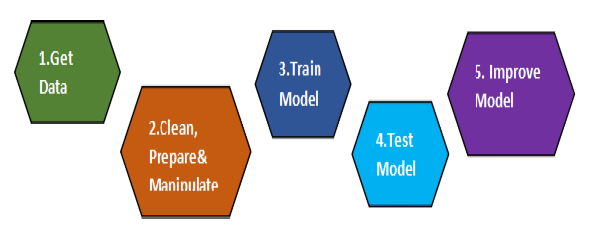 1.Get
Data
2.Clean,
Prepare&
Manipulate
3.Train
Model
4.Test
Model
5. Improve
Model